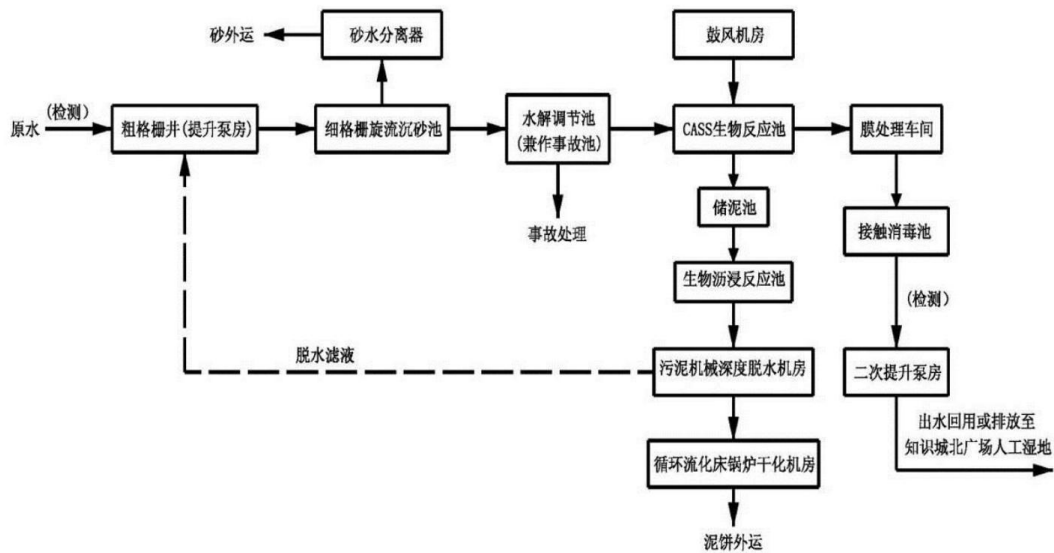 砂外运
砂水分离器
鼓风机房
原水
(检测)
粗格栅井(提升泵房)
细格栅旋流沉砂池
水解调节池
(兼作事故池)
CASS生物反应池
膜处理车间
储泥池
事故处理
接触消毒池
生物沥浸反应池
(检测)
脱水滤液
污泥机械深度脱水机房
二次提升泵房
出水回用或排放至
知识城北广场人工湿地
循环流化床锅炉干化机房
泥饼外运